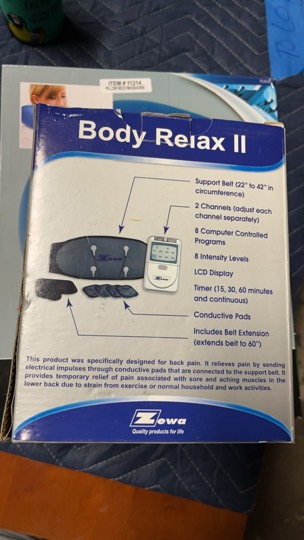 ITEM # 11214
PILLOW NECK MASSAGERS
Body Relax II
Support Belt (22" to 42" in
circumference)
2 Channels (adjust each
channel separately)
8 Computer Controlled
Programs
8 Intensity Levels
LCD Display
Timer (15, 30, 60 minutes
and continuous)
Conductive Pads
Includes Belt Extension
(extends belt to 60")
Zewa
This product was specifically designed for back pain. It relieves pain by sending
electrical impulses through conductive pads that are connected to the support belt. It
provides temporary relief of pain associated with sore and aching muscles in the
lower back due to strain from exercise or normal household and work activities.
Zewa
Quality products for life